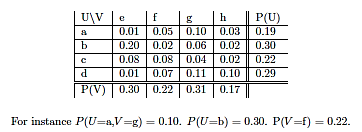 U\V e f g h P(U)
a 0.01 0.05 0.10 0.03 0.19
b 0.20 0.02 0.06 0.02 0.30
c 0.08 0.08 0.04 0.02 0.22
d 0.01 0.07 0.11 0.10 0.29
P(V) 0.30 0.22 0.31 0.17
For instance P(U=a,V=g) = 0.10. P(U=b) = 0.30. P(V=f) = 0.22.